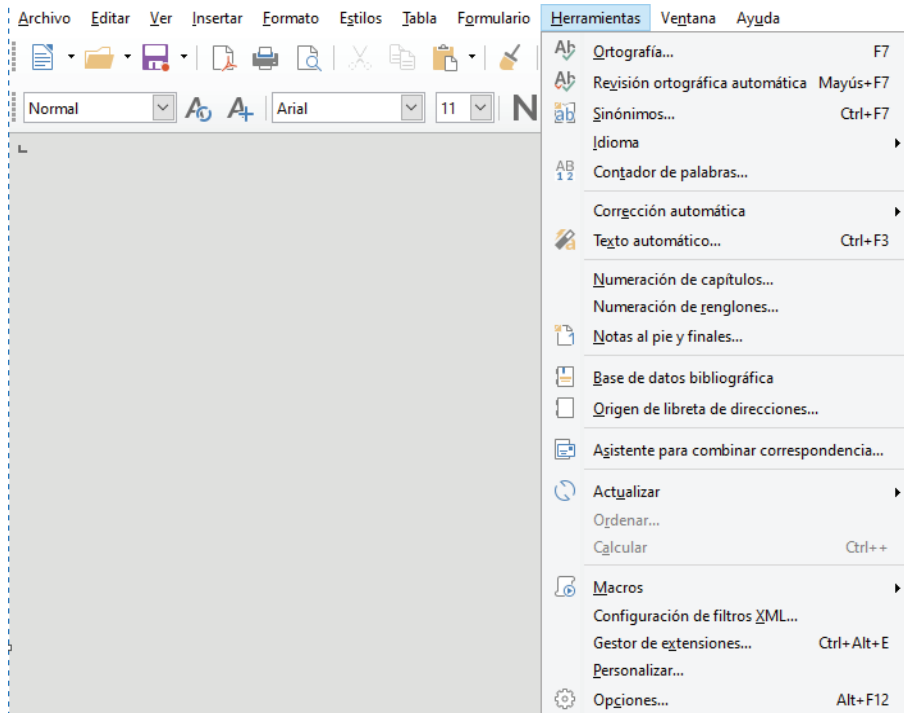 Archivo Editar Ver Insertar Formato Estilos Tabla Formulario Herramientas Ventana Ayuda
Normal Arial 11 N
Ortografía... F7
Revisión ortográfica automática Mayús+F7
Sinónimos... Ctrl+F7
Idioma
Contador de palabras...
Corrección automática
Texto automático... Ctrl+F3
Numeración de capítulos...
Numeración de renglones...
Notas al pie y finales...
Base de datos bibliográfica
Origen de libreta de direcciones...
Asistente para combinar correspondencia...
Actualizar
Ordenar...
Calcular Ctrl++
Macros
Configuración de filtros XML...
Gestor de extensiones... Ctrl+Alt+E
Personalizar...
Opciones... Alt+F12